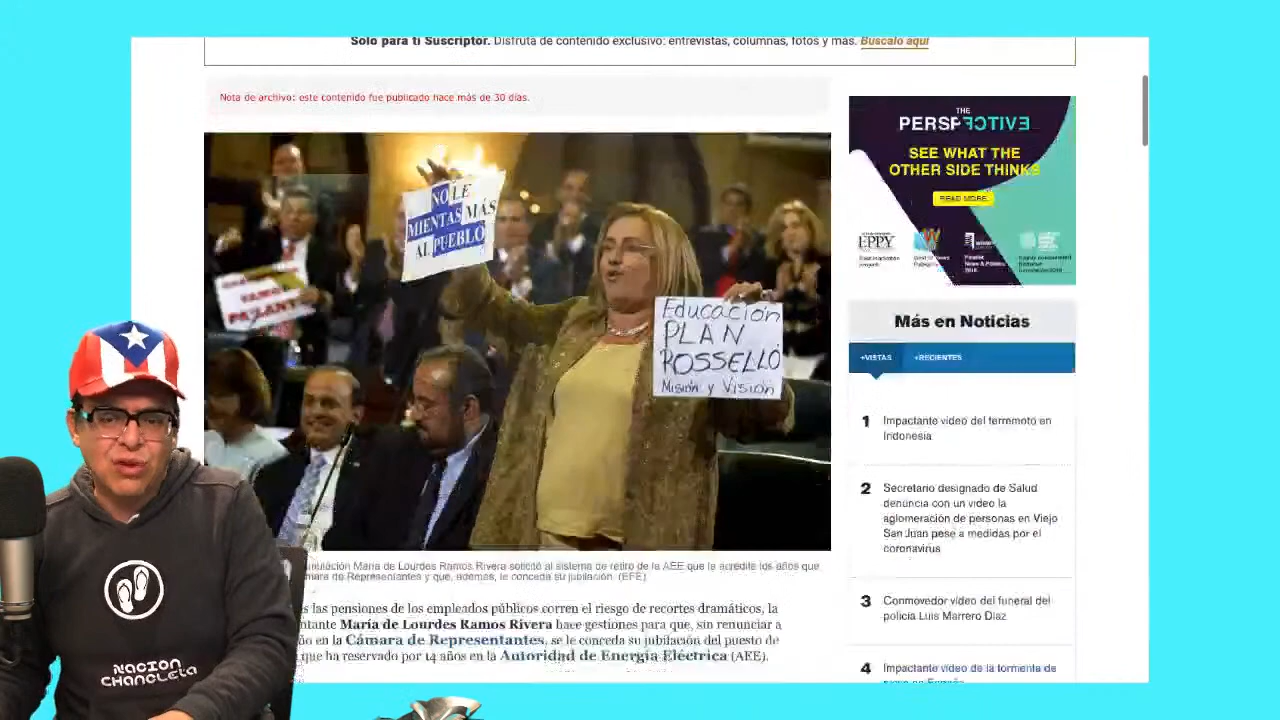 Solo para ti Suscriptor. Disfruta de contenido exclusivo: entrevistas, columnas, fotos y más. Búscalo aquí
Nota de archivo: este contenido fue publicado hace más de 30 días.
NO LE
MIENTAS MÁS
AL PUEBLO
Educación
PLAN
ROSSELLÓ
Misión y Visión
María de Lourdes Ramos Rivera solicitó al sistema de retiro de la AEE que le acredite los años que
de Representantes y que, además, le conceda su jubilación. (EFE)
las pensiones de los empleados públicos corren el riesgo de recortes dramáticos, la
María de Lourdes Ramos Rivera hace gestiones para que, sin renunciar a
en la Cámara de Representantes, se le conceda su jubilación del puesto de
que ha reservado por 14 años en la Autoridad de Energía Eléctrica (AEE).
THE
PERSPECTIVE
SEE WHAT THE
OTHER SIDE THINKS
READ MORE
EPPY
Más en Noticias
+VISTAS
+RECIENTES
1 Impactante video del terremoto en
Indonesia
2 Secretario designado de Salud
denuncia con un video la
aglomeración de personas en Viejo
San Juan pese a medidas por el
coronavirus
3 Conmovedor video del funeral del
policía Luis Marrero Díaz
4 Impactante video de la tormenta de
NACION
CHANCLETA